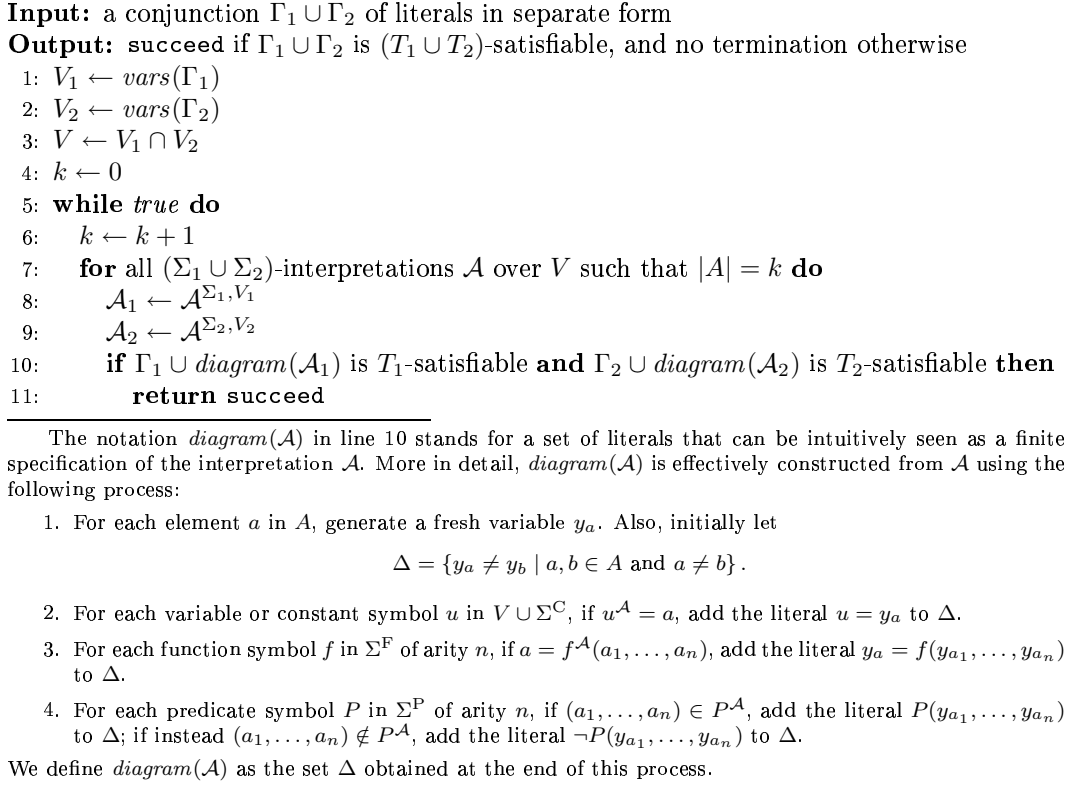 Input: a conjunction Γ₁ ∪ Γ₂ of literals in separate form
Output: succeed if Γ₁ ∪ Γ₂ is (T₁ ∪ T₂)-satisfiable, and no termination otherwise
1: V₁ ← vars(Γ₁)
2: V₂ ← vars(Γ₂)
3: V ← V₁ ∩ V₂
4: k ← 0
5: while true do
6: k ← k + 1
7: for all (Σ₁ ∪ Σ₂)-interpretations 𝒜 over V such that |A| = k do
8: 𝒜₁ ← 𝒜^{Σ₁,V₁}
9: 𝒜₂ ← 𝒜^{Σ₂,V₂}
10: if Γ₁ ∪ diagram(𝒜₁) is T₁-satisfiable and Γ₂ ∪ diagram(𝒜₂) is T₂-satisfiable then
11: return succeed
The notation diagram(𝒜) in line 10 stands for a set of literals that can be intuitively seen as a finite
specification of the interpretation 𝒜. More in detail, diagram(𝒜) is effectively constructed from 𝒜 using the
following process:
1. For each element a in A, generate a fresh variable y_a. Also, initially let
Δ = {y_a ≠ y_b | a, b ∈ A and a ≠ b} .
2. For each variable or constant symbol u in V ∪ Σ^C, if u^𝒜 = a, add the literal u = y_a to Δ.
3. For each function symbol f in Σ^F of arity n, if a = f^𝒜(a₁, . . . , aₙ), add the literal y_a = f(y_{a₁}, . . . , y_{aₙ})
to Δ.
4. For each predicate symbol P in Σ^P of arity n, if (a₁, . . . , aₙ) ∈ P^𝒜, add the literal P(y_{a₁}, . . . , y_{aₙ})
to Δ; if instead (a₁, . . . , aₙ) ∉ P^𝒜, add the literal ¬P(y_{a₁}, . . . , y_{aₙ}) to Δ.
We define diagram(𝒜) as the set Δ obtained at the end of this process.